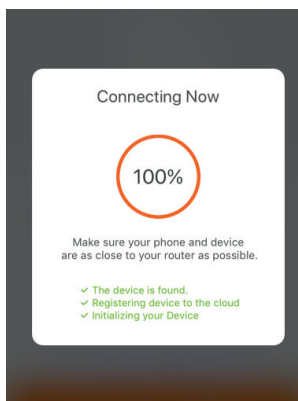 Connecting Now
100%
Make sure your phone and device
are as close to your router as possible.
✓ The device is found.
✓ Registering device to the cloud
✓ Initializing your Device